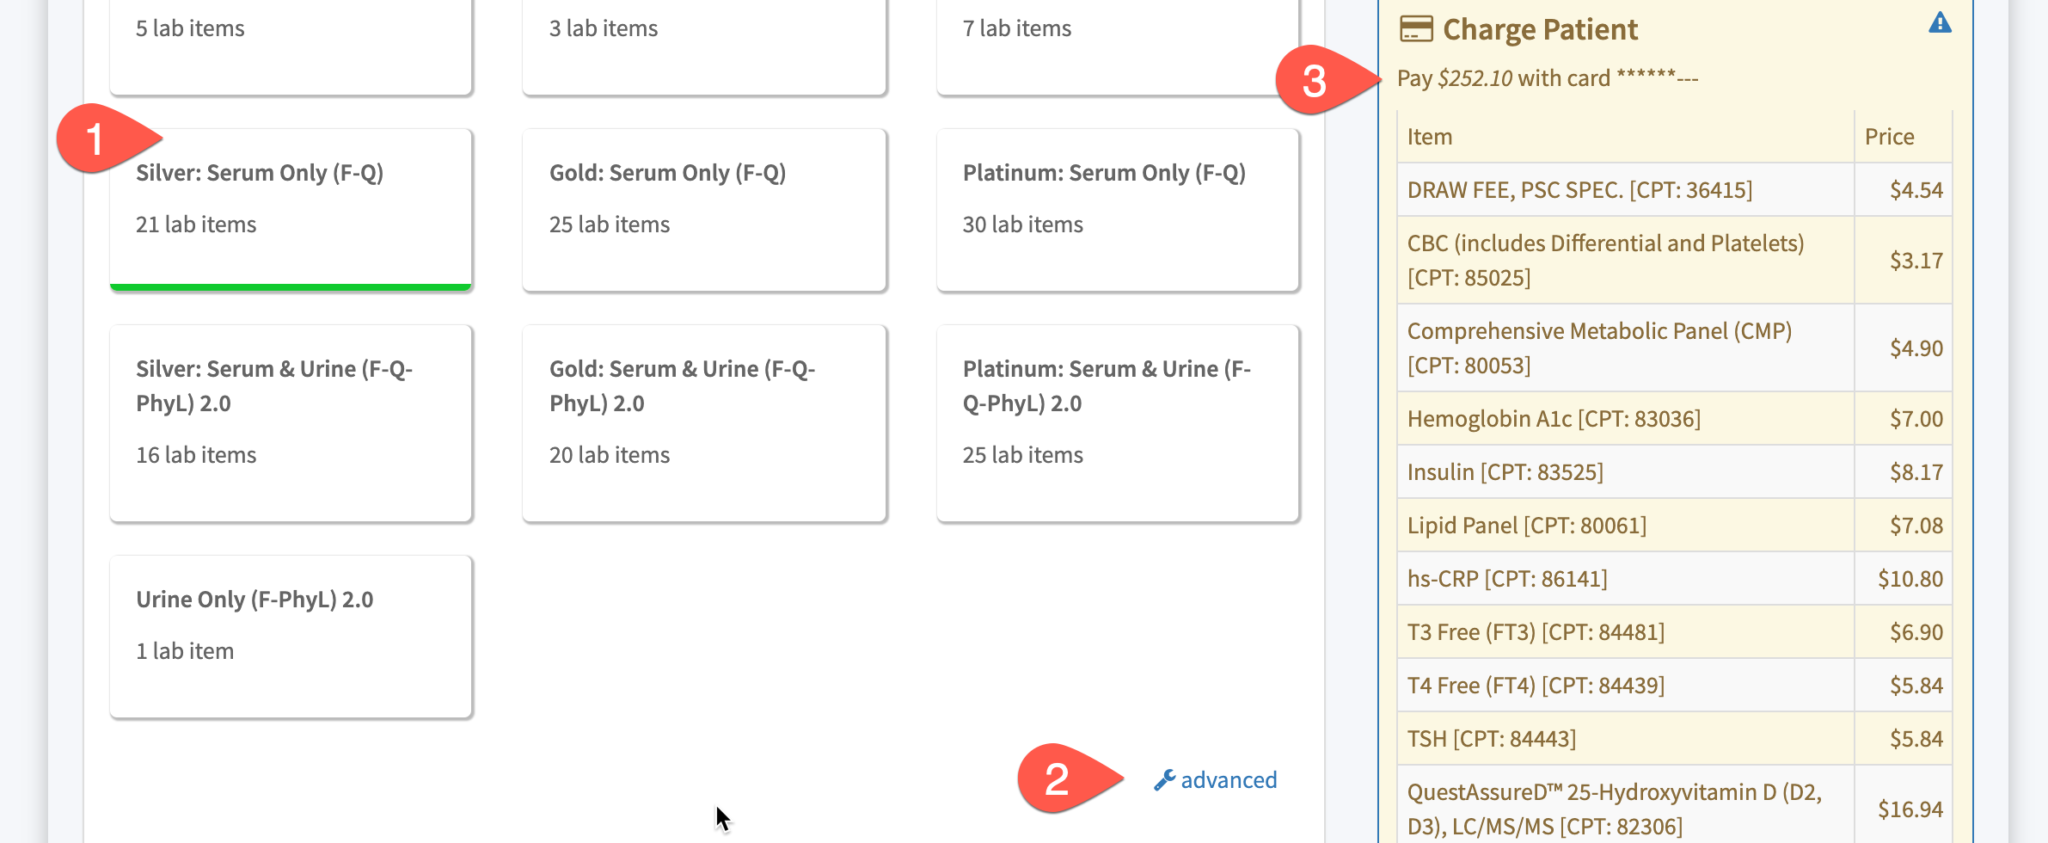 5 lab items
3 lab items
7 lab items
1
Silver: Serum Only (F-Q)
21 lab items
Gold: Serum Only (F-Q)
25 lab items
Platinum: Serum Only (F-Q)
30 lab items
Silver: Serum & Urine (F-Q-
PhyL) 2.0
16 lab items
Gold: Serum & Urine (F-Q-
PhyL) 2.0
20 lab items
Platinum: Serum & Urine (F-
Q-PhyL) 2.0
25 lab items
Urine Only (F-PhyL) 2.0
1 lab item
2
advanced
Charge Patient
3
Pay $252.10 with card ******---
Item Price
DRAW FEE, PSC SPEC. [CPT: 36415] $4.54
CBC (includes Differential and Platelets)
[CPT: 85025] $3.17
Comprehensive Metabolic Panel (CMP)
[CPT: 80053] $4.90
Hemoglobin A1c [CPT: 83036] $7.00
Insulin [CPT: 83525] $8.17
Lipid Panel [CPT: 80061] $7.08
hs-CRP [CPT: 86141] $10.80
T3 Free (FT3) [CPT: 84481] $6.90
T4 Free (FT4) [CPT: 84439] $5.84
TSH [CPT: 84443] $5.84
QuestAssureD™ 25-Hydroxyvitamin D (D2,
D3), LC/MS/MS [CPT: 82306] $16.94